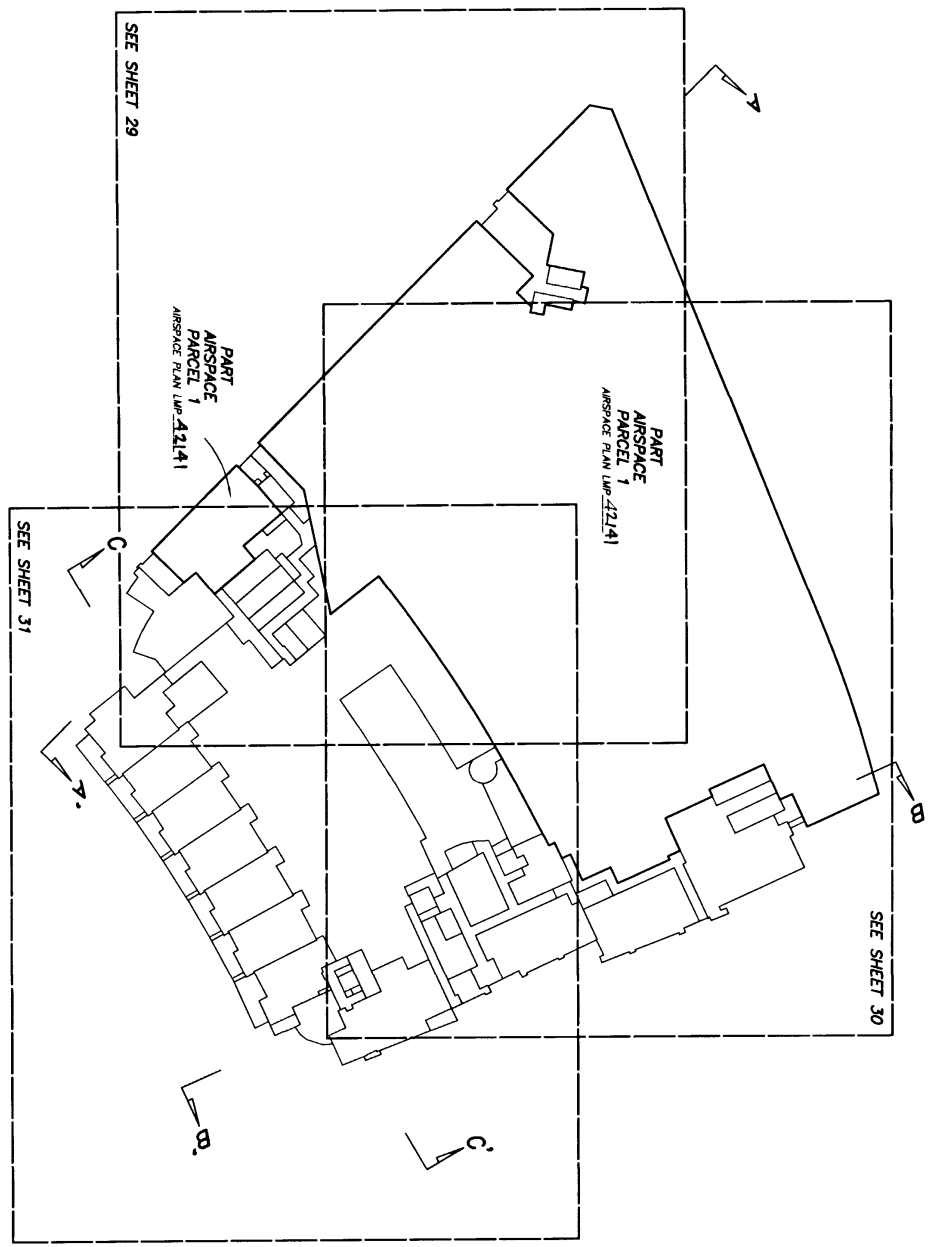 SEE SHEET 29
A
PART
AIRSPACE
PARCEL 1
AIRSPACE PLAN LMP 42141
PART
AIRSPACE
PARCEL 1
AIRSPACE PLAN LMP 42141
SEE SHEET 31
C
A'
B
SEE SHEET 30
B'
C'